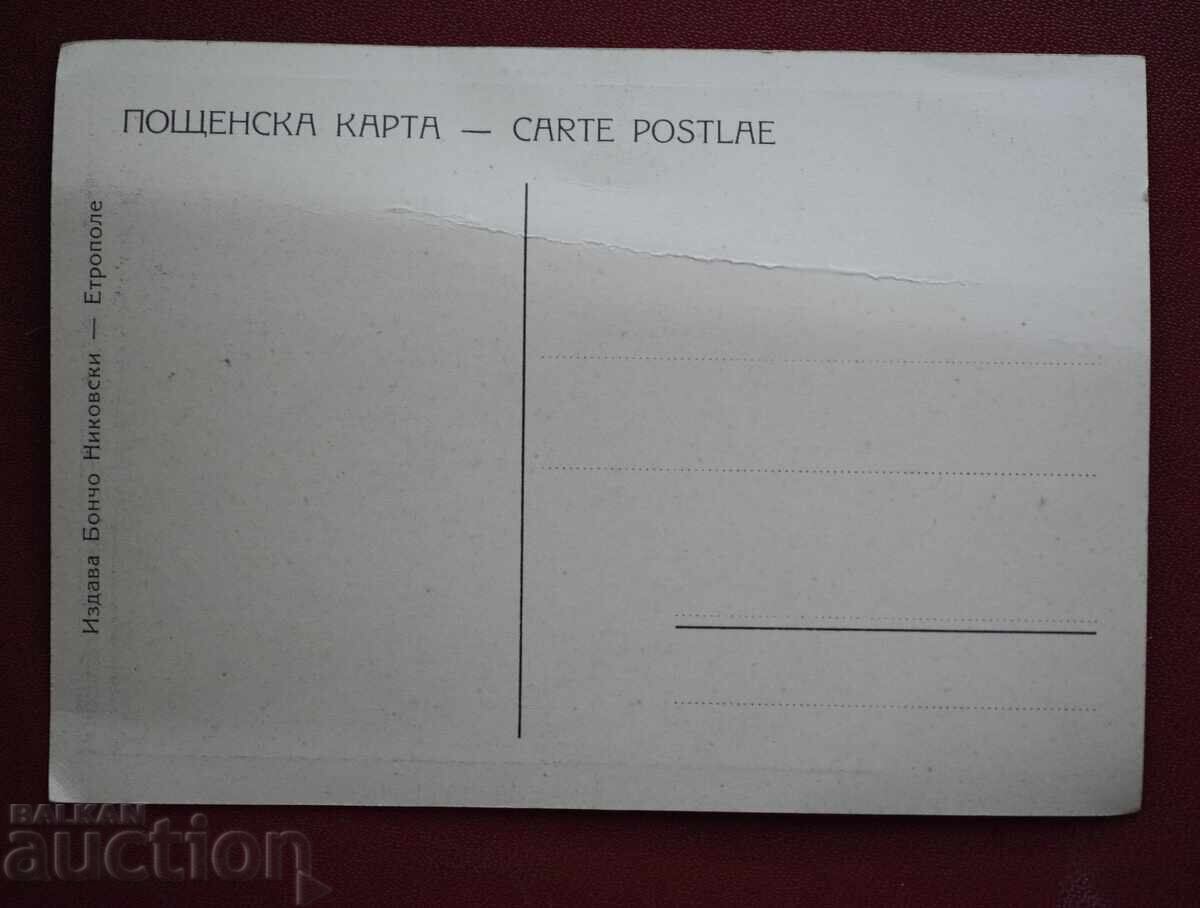 ПОЩЕНСКА КАРТА — CARTE POSTLAE
Издава Бончо Никовски — Етрополе
BALKAN
auction